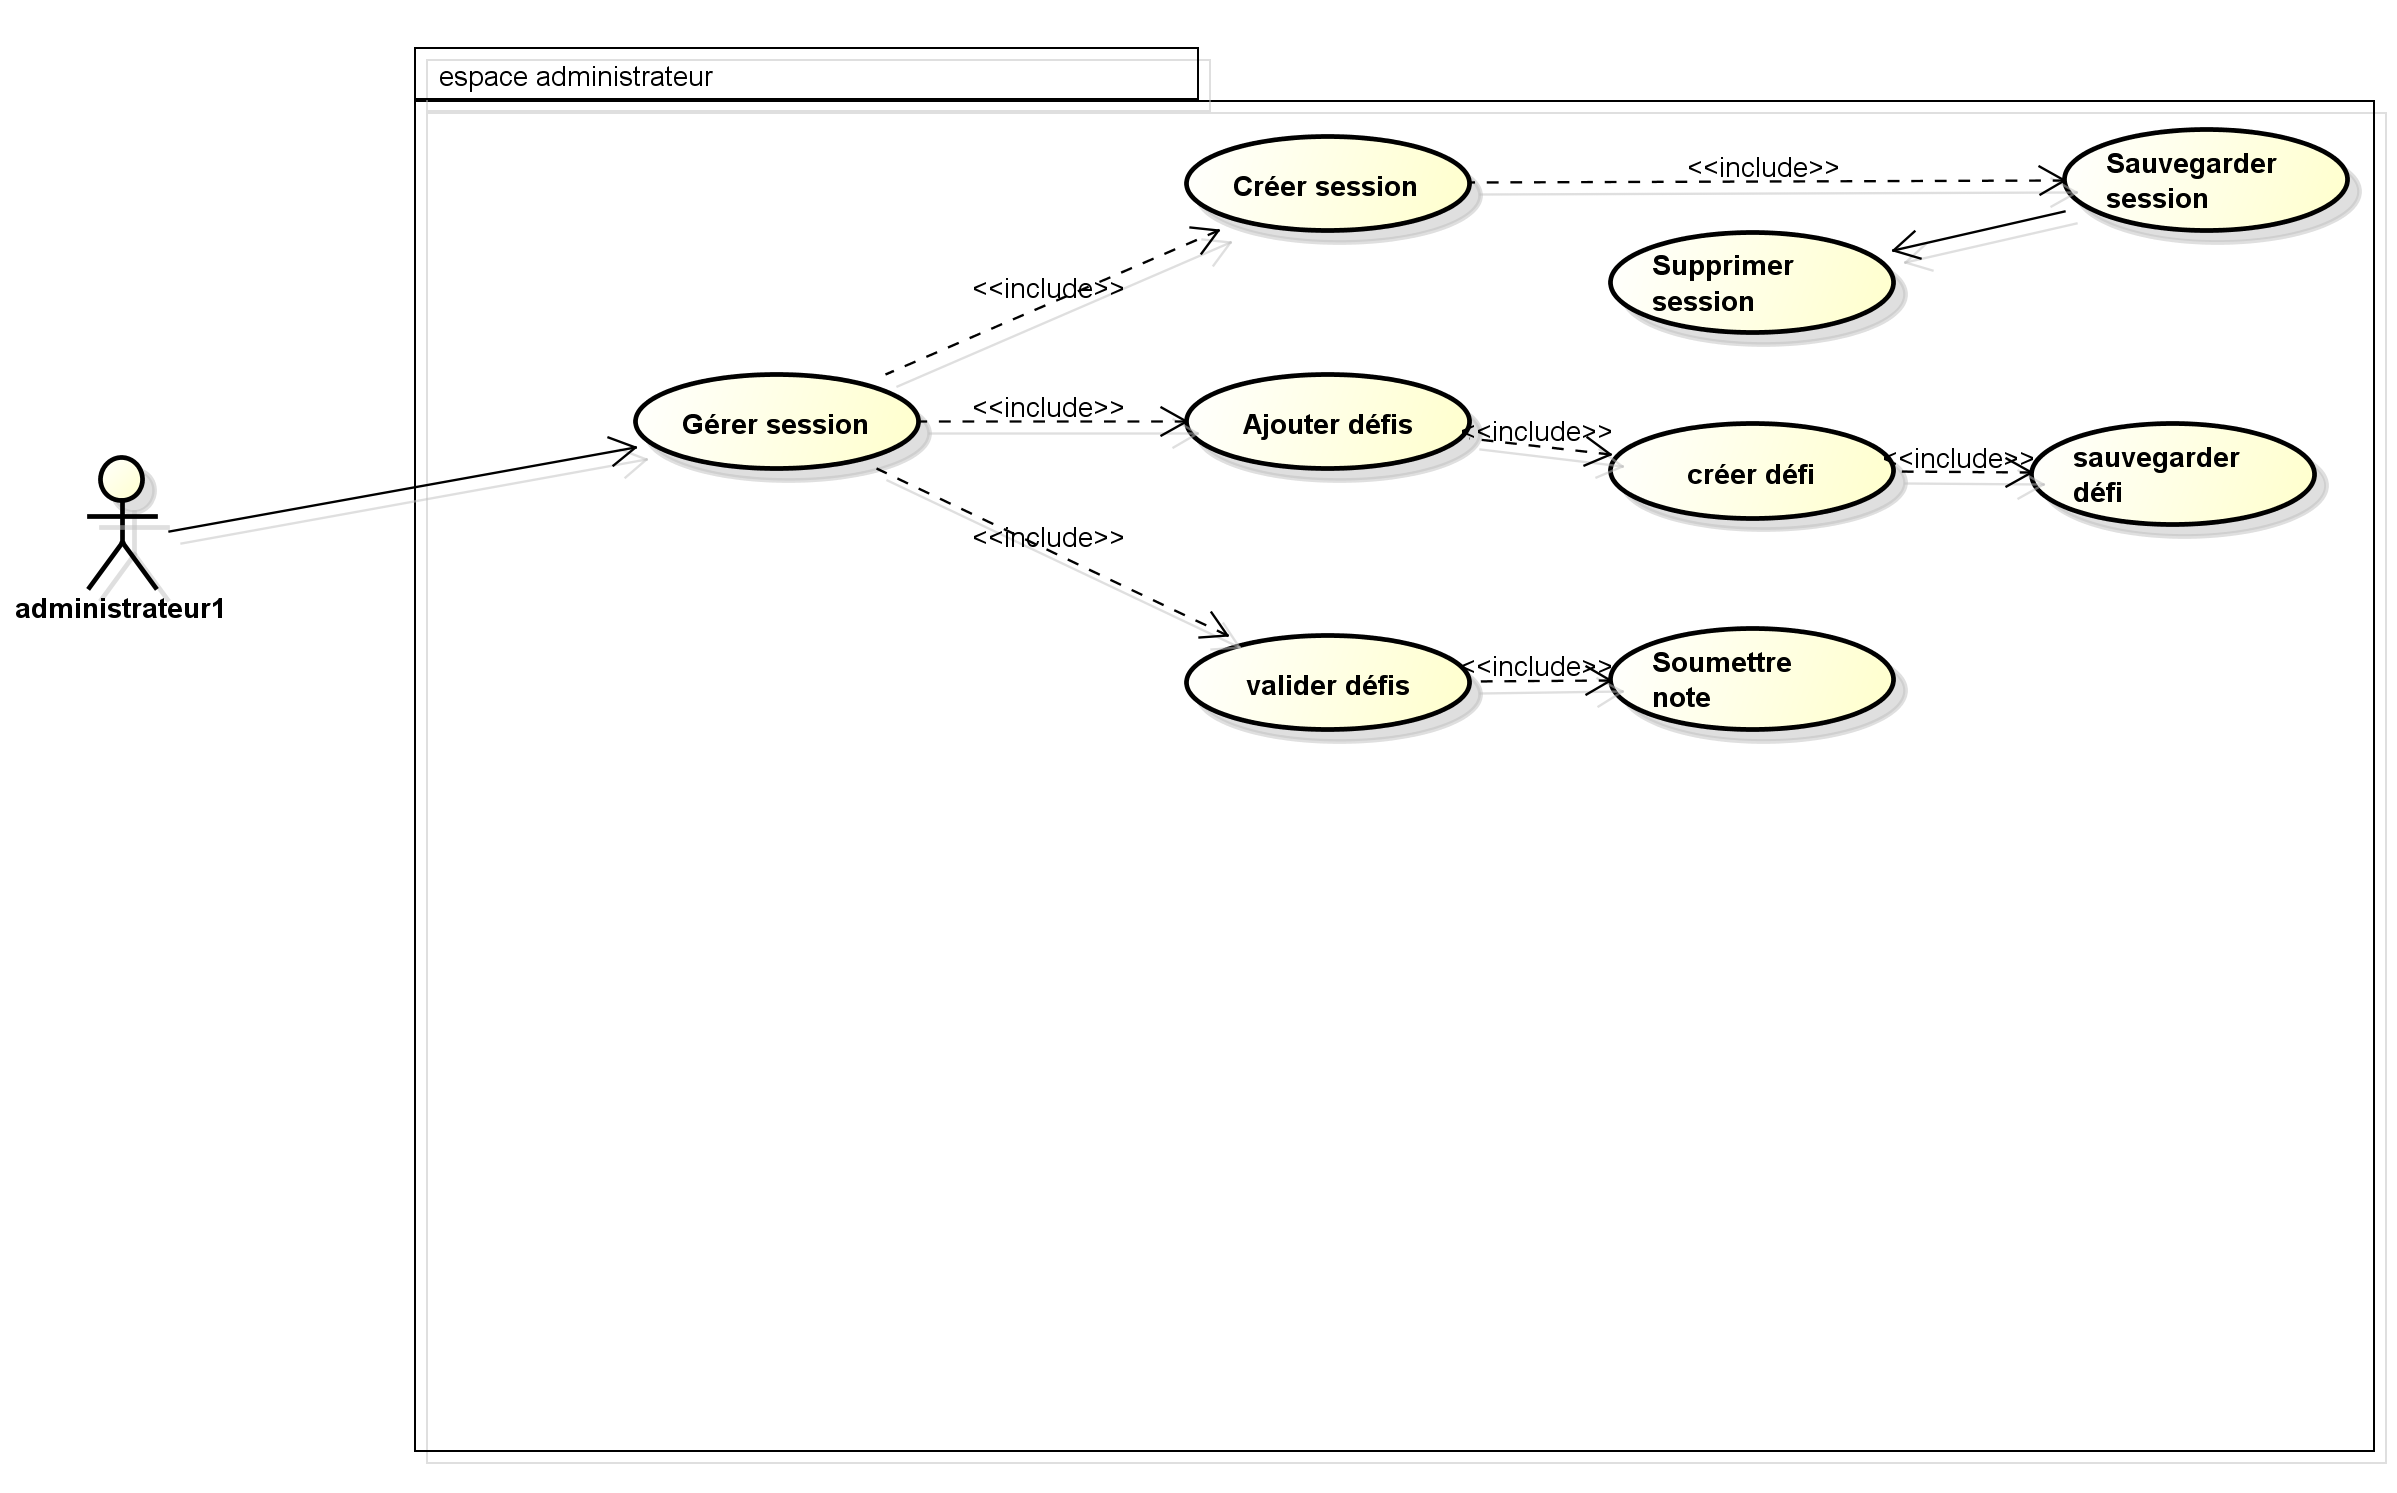 espace administrateur
Créer session
<<include>>
Sauvegarder
session
Supprimer
session
<<include>>
Gérer session
<<include>>
Ajouter défis
<<include>>
créer défi
<<include>>
sauvegarder
défi
administrateur1
<<include>>
valider défis
<<include>>
Soumettre
note